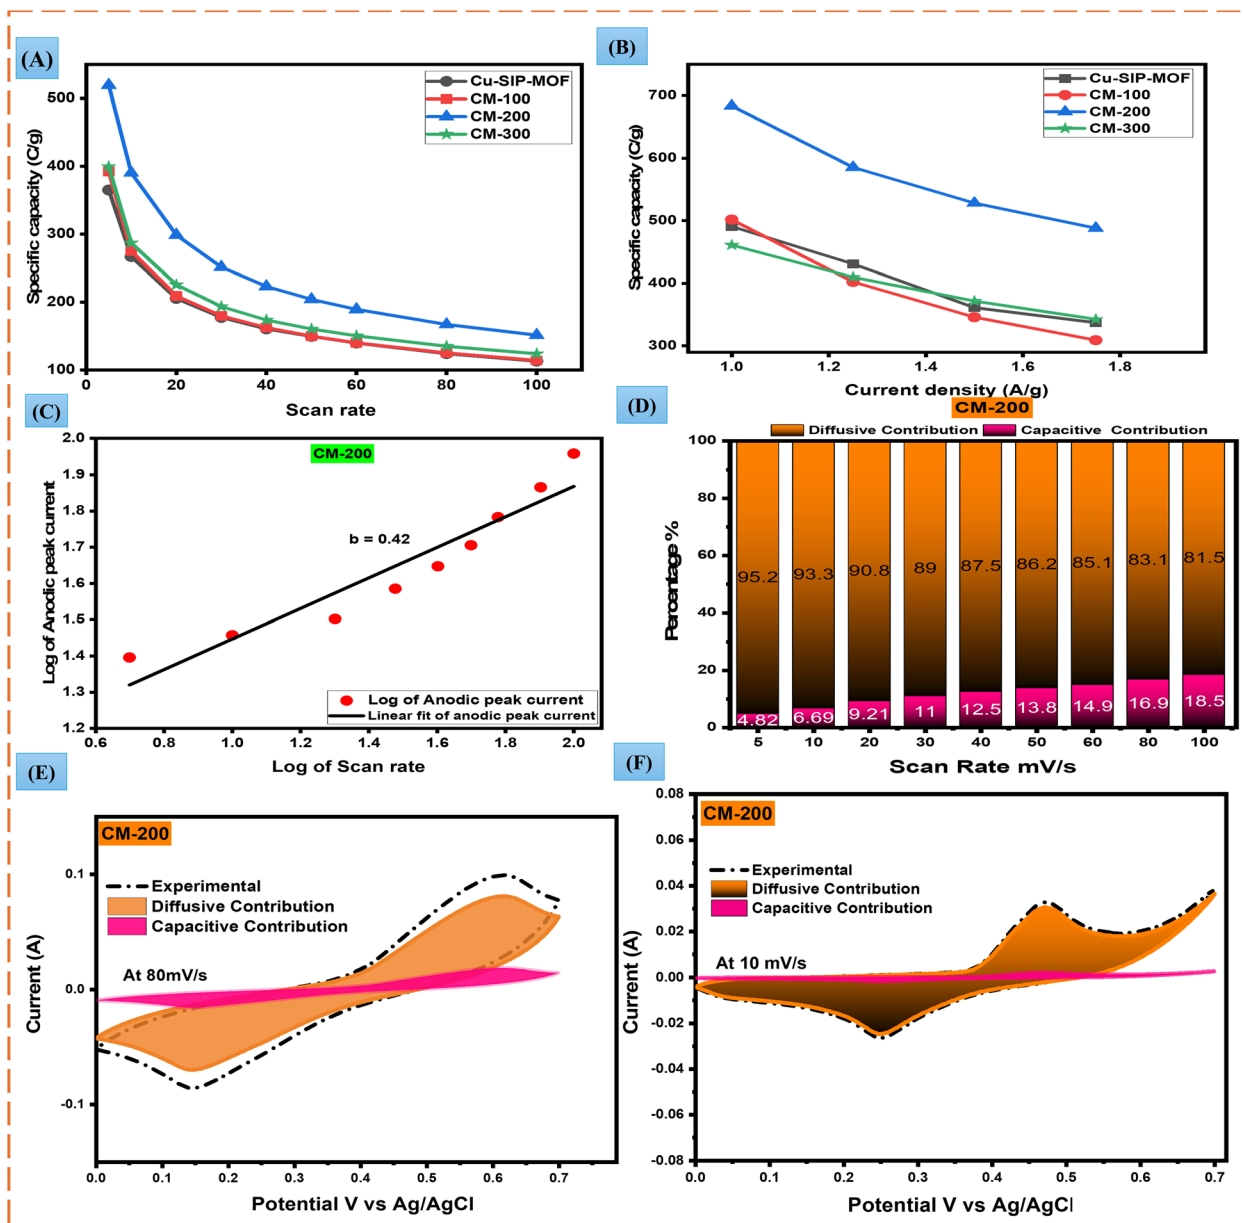 (A)
Cu-SIP-MOF
CM-100
CM-200
CM-300
Specific capacity (C/g)
500
400
300
200
100
0 20 40 60 80 100
Scan rate
(B)
Cu-SIP-MOF
CM-100
CM-200
CM-300
Specific capacity (C/g)
700
600
500
400
300
1.0 1.2 1.4 1.6 1.8
Current density (A/g)
(C)
CM-200
b = 0.42
Log of Anodic peak current
Linear fit of anodic peak current
Log of Anodic peak current
2.0
1.9
1.8
1.7
1.6
1.5
1.4
1.3
1.2
0.6 0.8 1.0 1.2 1.4 1.6 1.8 2.0
Log of Scan rate
(D)
CM-200
Diffusive Contribution Capacitive Contribution
Percentage %
100
80
60
40
20
0
95.2 93.3 90.8 89 87.5 86.2 85.1 83.1 81.5
4.82 6.69 9.21 11 12.5 13.8 14.9 16.9 18.5
5 10 20 30 40 50 60 80 100
Scan Rate mV/s
(E)
CM-200
Experimental
Diffusive Contribution
Capacitive Contribution
At 80mV/s
Current (A)
0.1
0.0
-0.1
0.0 0.1 0.2 0.3 0.4 0.5 0.6 0.7
Potential V vs Ag/AgCl
(F)
CM-200
Experimental
Diffusive Contribution
Capacitive Contribution
At 10 mV/s
Current (A)
0.08
0.06
0.04
0.02
0.00
-0.02
-0.04
-0.06
-0.08
0.0 0.1 0.2 0.3 0.4 0.5 0.6 0.7
Potential V vs Ag/AgCl